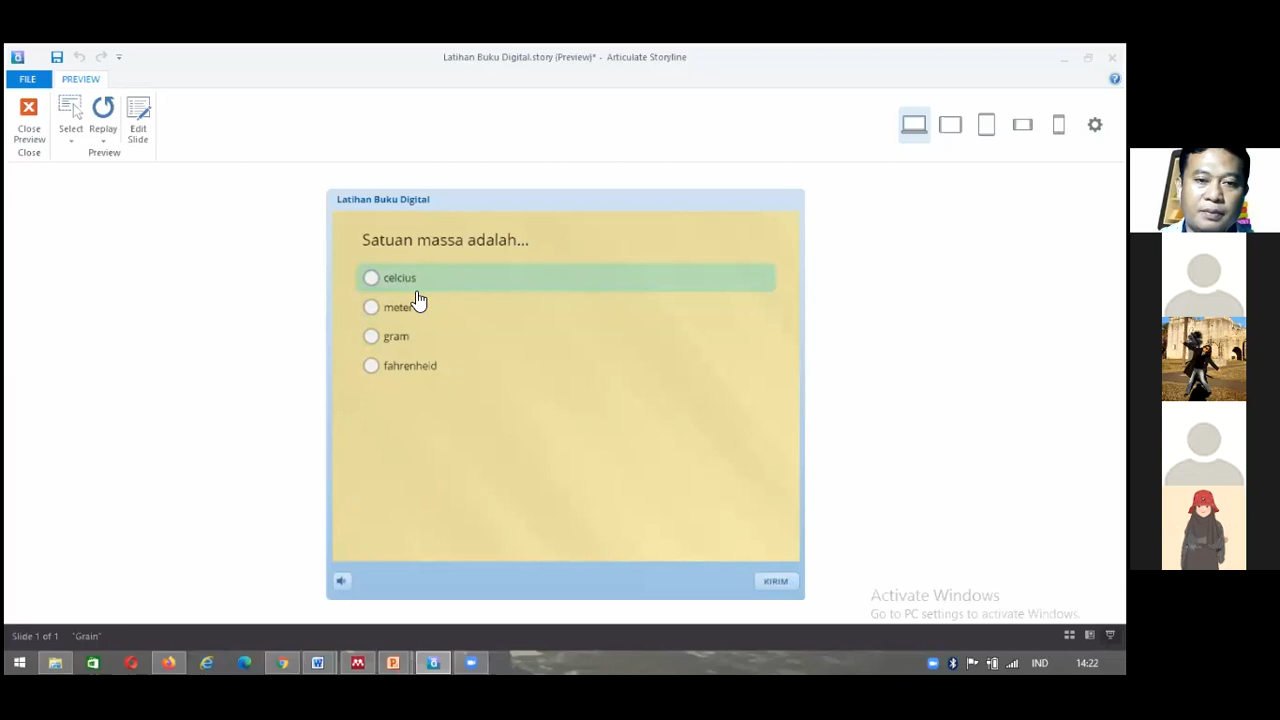 Latihan Buku Digital.story (Preview)* - Articulate Storyline
FILE
PREVIEW
Close Preview
Select
Replay
Edit Slide
Close
Preview
Latihan Buku Digital
Satuan massa adalah...
celcius
meter
gram
fahrenheid
KIRIM
Activate Windows
Go to PC settings to activate Windows.
Slide 1 of 1
"Grain"
IND
14:22